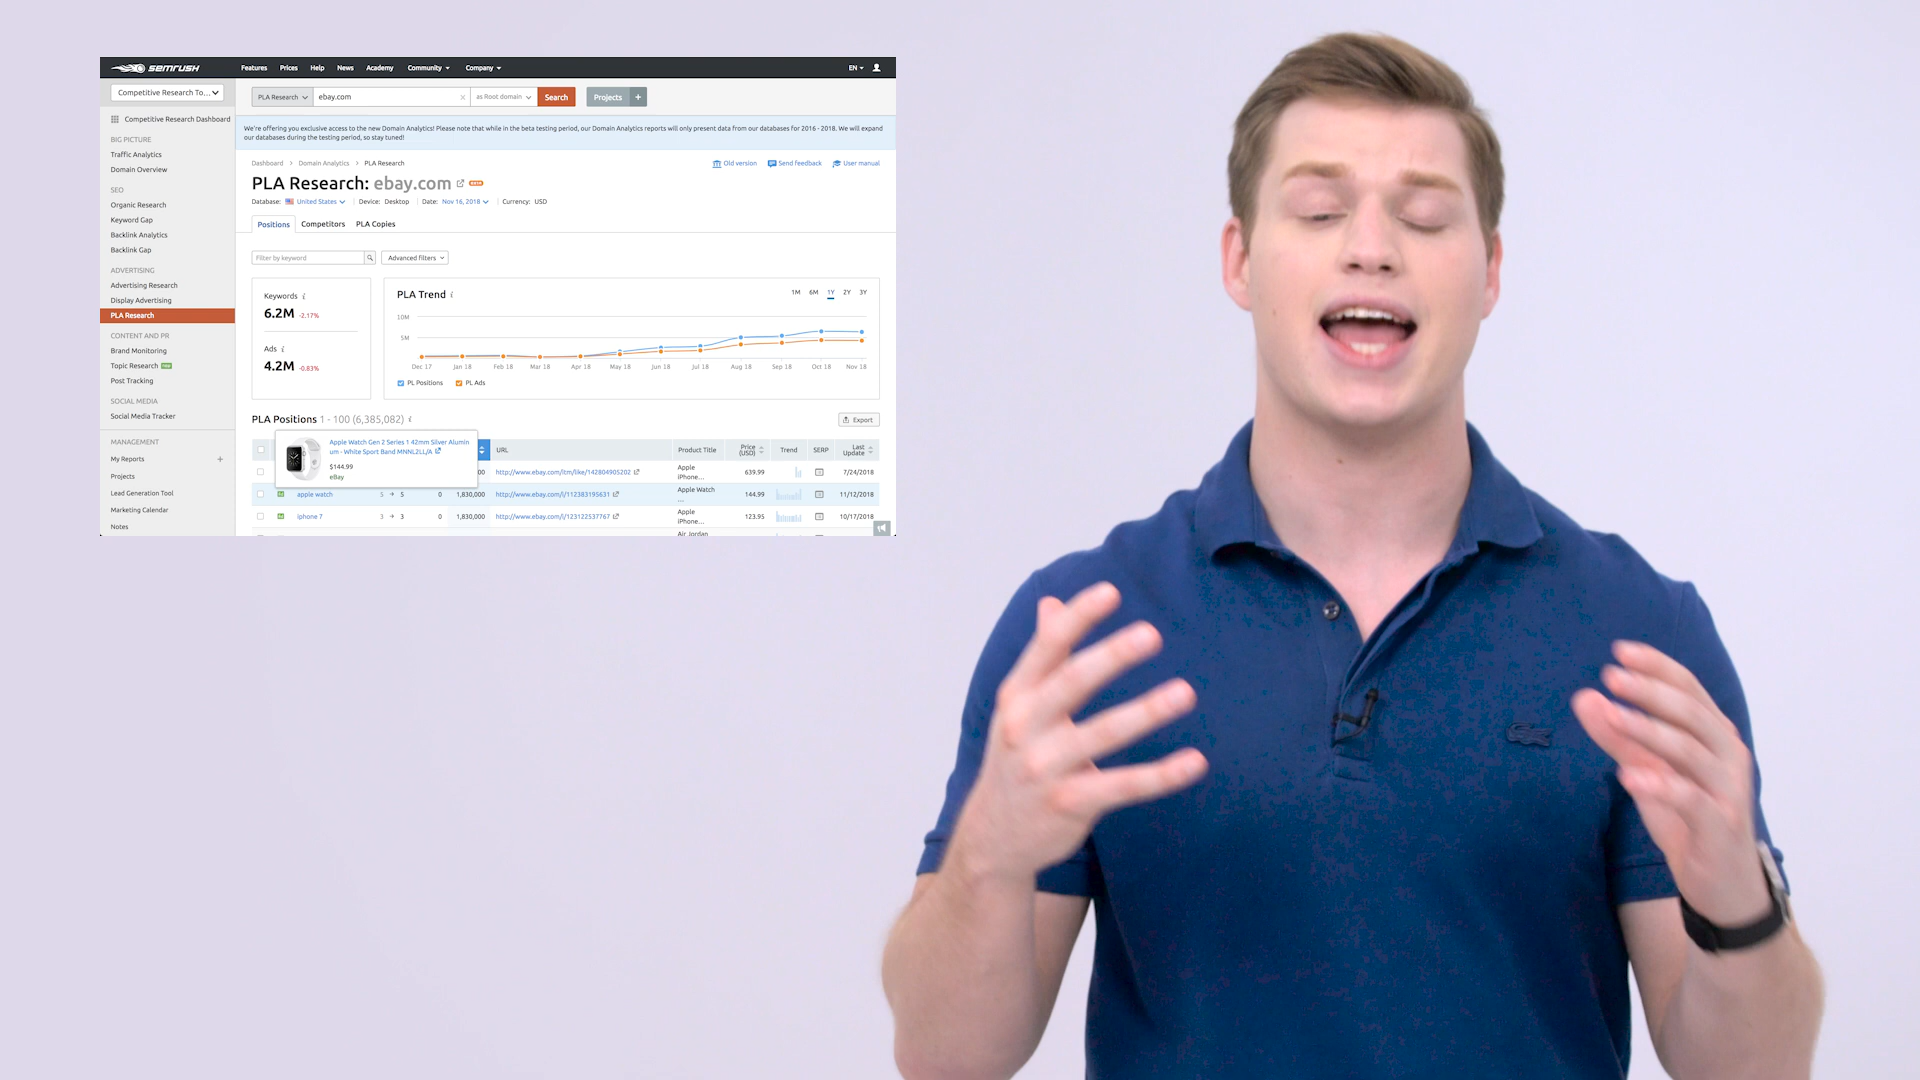 SEMRUSH Features Prices Help News Academy Community Company EN
Competitive Research To... PLA Research ebay.com as Root domain Search Projects +
Competitive Research Dashboard
BIG PICTURE
Traffic Analytics
Domain Overview
SEO
Organic Research
Keyword Gap
Backlink Analytics
Backlink Gap
ADVERTISING
Advertising Research
Display Advertising
PLA Research
CONTENT AND PR
Brand Monitoring
Topic Research
Post Tracking
SOCIAL MEDIA
Social Media Tracker
MANAGEMENT
My Reports +
Projects
Lead Generation Tool
Marketing Calendar
Notes
We're offering you exclusive access to the new Domain Analytics! Please note that while in the beta testing period, our Domain Analytics reports will only present data from our databases for 2016 - 2018. We will expand
our databases during the testing period, so stay tuned!
Dashboard > Domain Analytics > PLA Research Old version Send feedback User manual
PLA Research: ebay.com
Database: United States Device: Desktop Date: Nov 16, 2018 Currency: USD
Positions Competitors PLA Copies
Filter by keyword Advanced filters
Keywords i
6.2M -2.17%
Ads i
4.2M -0.83%
PLA Trend i 1M 6M 1Y 2Y 3Y
10M
5M
Dec 17 Jan 18 Feb 18 Mar 18 Apr 18 May 18 Jun 18 Jul 18 Aug 18 Sep 18 Oct 18 Nov 18
PL Positions PL Ads
PLA Positions 1 - 100 (6,385,082) i Export
URL Product Title Price (USD) Trend SERP Last Update
Apple Watch Gen 2 Series 1 42mm Silver Alumin
um - White Sport Band MNNL2LL/A
$144.99
eBay
00 http://www.ebay.com/itm/like/142804905202 Apple iPhone... 639.99 7/24/2018
Ad apple watch 5 → 5 0 1,830,000 http://www.ebay.com/i/112383195631 Apple Watch ... 144.99 11/12/2018
Ad iphone 7 3 → 3 0 1,830,000 http://www.ebay.com/i/123122537767 Apple iPhone... 123.95 10/17/2018
Air Jordan